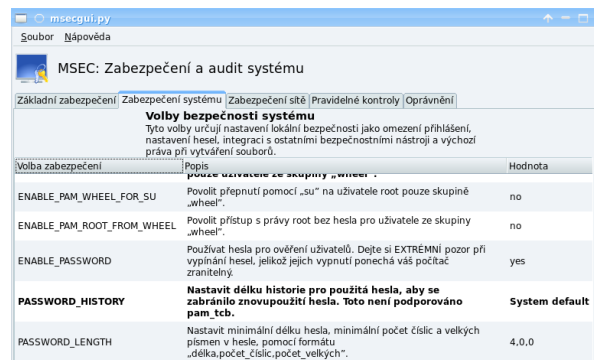 msecgui.py
Soubor Nápověda
MSEC: Zabezpečení a audit systému
Základní zabezpečení Zabezpečení systému Zabezpečení sítě Pravidelné kontroly Oprávnění
Volby bezpečnosti systému
Tyto volby určují nastavení lokální bezpečnosti jako omezení přihlášení,
nastavení hesel, integraci s ostatními bezpečnostními nástroji a výchozí
práva při vytváření souborů.
Volba zabezpečení Popis Hodnota
pouze uživatele ze skupiny „wheel“.
ENABLE_PAM_WHEEL_FOR_SU Povolit přepnutí pomocí „su“ na uživatele root pouze skupině no
„wheel“.
ENABLE_PAM_ROOT_FROM_WHEEL Povolit přístup s právy root bez hesla pro uživatele ze skupiny no
„wheel“.
Používat hesla pro ověření uživatelů. Dejte si EXTRÉMNÍ pozor při
ENABLE_PASSWORD vypínání hesel, jelikož jejich vypnutí ponechá váš počítač yes
zranitelný.
Nastavit délku historie pro použitá hesla, aby se
PASSWORD_HISTORY zabránilo znovupoužití hesla. Toto není podporováno System default
pam_tcb.
Nastavit minimální délku hesla, minimální počet číslic a velkých
PASSWORD_LENGTH písmen v hesle, pomocí formátu 4,0,0
„délka,počet_číslic,počet_velkých“.